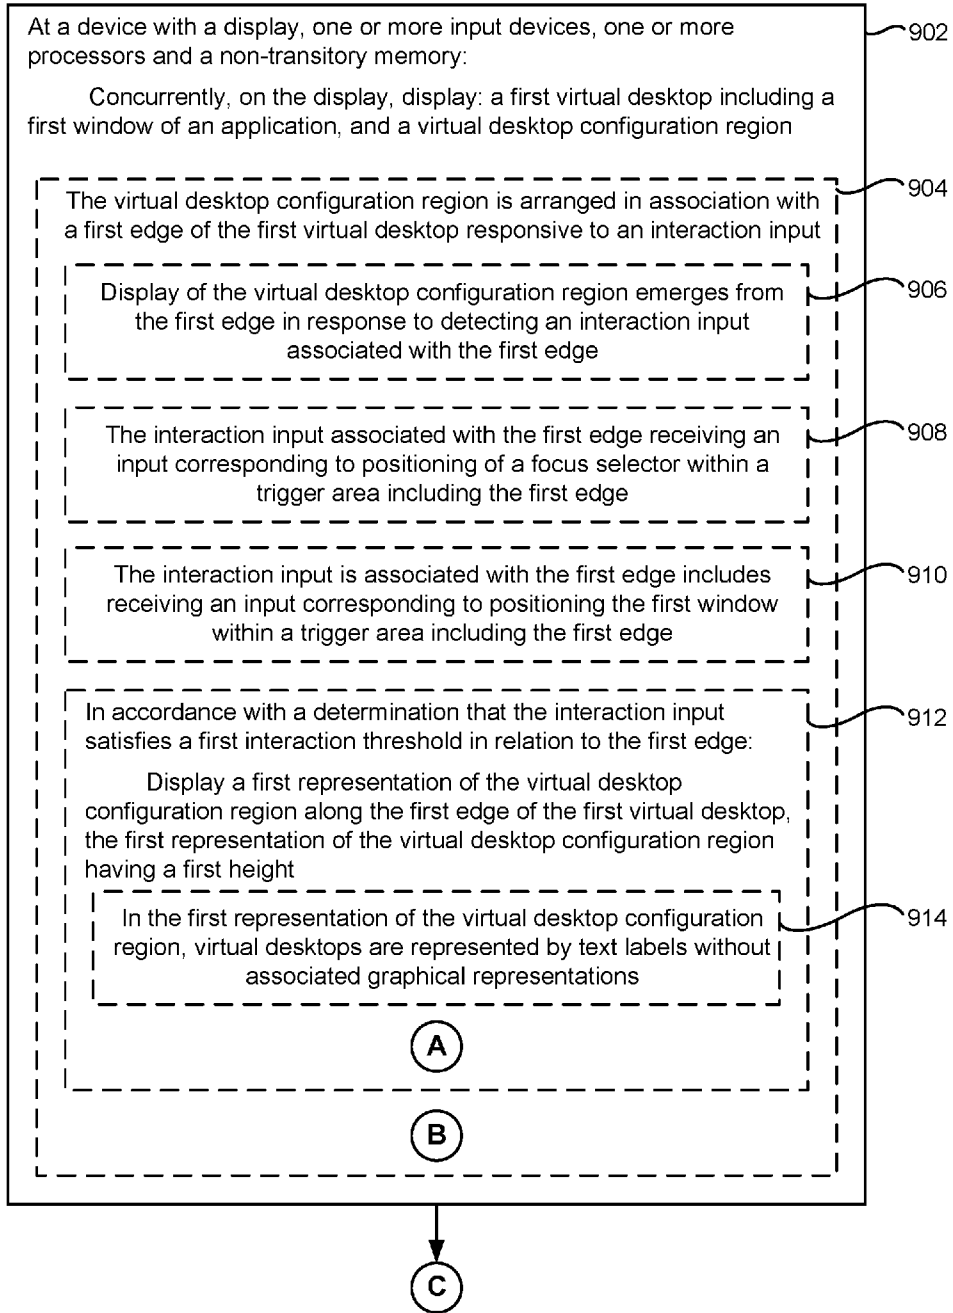 At a device with a display, one or more input devices, one or more
processors and a non-transitory memory:
Concurrently, on the display, display: a first virtual desktop including a
first window of an application, and a virtual desktop configuration region
902
The virtual desktop configuration region is arranged in association with
a first edge of the first virtual desktop responsive to an interaction input
904
Display of the virtual desktop configuration region emerges from
the first edge in response to detecting an interaction input
associated with the first edge
906
The interaction input associated with the first edge receiving an
input corresponding to positioning of a focus selector within a
trigger area including the first edge
908
The interaction input is associated with the first edge includes
receiving an input corresponding to positioning the first window
within a trigger area including the first edge
910
In accordance with a determination that the interaction input
satisfies a first interaction threshold in relation to the first edge:
Display a first representation of the virtual desktop
configuration region along the first edge of the first virtual desktop,
the first representation of the virtual desktop configuration region
having a first height
912
In the first representation of the virtual desktop configuration
region, virtual desktops are represented by text labels without
associated graphical representations
914
A
B
C